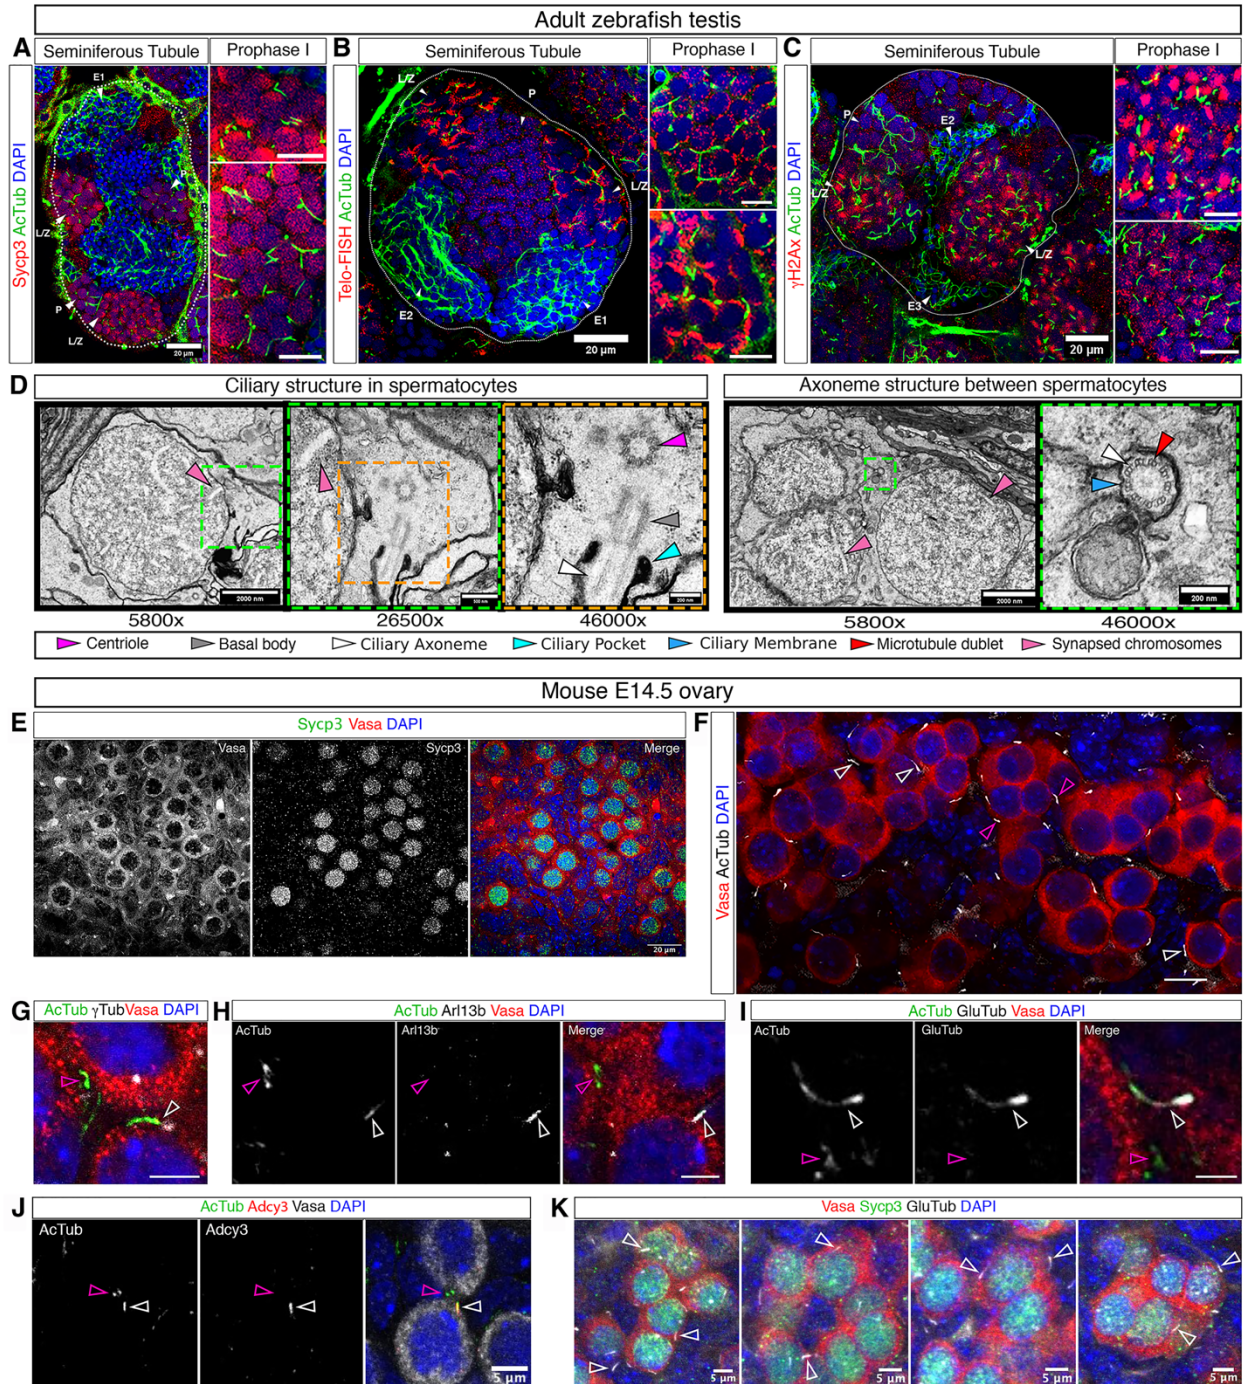 Adult zebrafish testis
A
Seminiferous Tubule
Prophase I
Sycp3 AcTub DAPI
E1
P
L/Z
P
L/Z
20 µm
B
Seminiferous Tubule
Prophase I
Telo-FISH AcTub DAPI
L/Z
P
L/Z
E2
E1
20 µm
C
Seminiferous Tubule
Prophase I
γH2Ax AcTub DAPI
P
E2
L/Z
L/Z
E3
20 µm
D
Ciliary structure in spermatocytes
Axoneme structure between spermatocytes
2000 nm
500 nm
200 nm
2000 nm
200 nm
5800x
26500x
46000x
5800x
46000x
Centriole
Basal body
Ciliary Axoneme
Ciliary Pocket
Ciliary Membrane
Microtubule dublet
Synapsed chromosomes
Mouse E14.5 ovary
E
Sycp3 Vasa DAPI
Vasa
Sycp3
Merge
20 µm
F
Vasa AcTub DAPI
G
AcTub γTubVasa DAPI
H
AcTub Arl13b Vasa DAPI
AcTub
Arl13b
Merge
I
AcTub GluTub Vasa DAPI
AcTub
GluTub
Merge
J
AcTub Adcy3 Vasa DAPI
AcTub
Adcy3
5 µm
K
Vasa Sycp3 GluTub DAPI
5 µm
5 µm
5 µm
5 µm